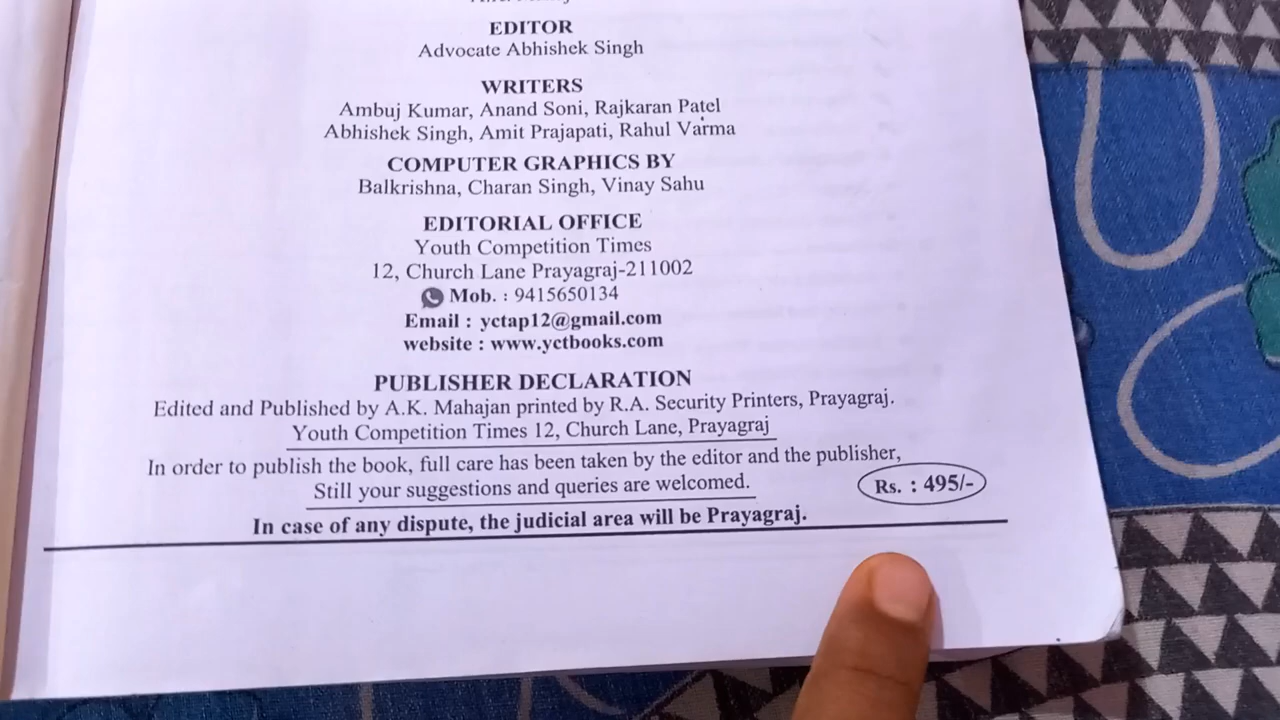 EDITOR
Advocate Abhishek Singh
WRITERS
Ambuj Kumar, Anand Soni, Rajkaran Patel
Abhishek Singh, Amit Prajapati, Rahul Varma
COMPUTER GRAPHICS BY
Balkrishna, Charan Singh, Vinay Sahu
EDITORIAL OFFICE
Youth Competition Times
12, Church Lane Prayagraj-211002
Mob. : 9415650134
Email : yctap12@gmail.com
website : www.yctbooks.com
PUBLISHER DECLARATION
Edited and Published by A.K. Mahajan printed by R.A. Security Printers, Prayagraj.
Youth Competition Times 12, Church Lane, Prayagraj
In order to publish the book, full care has been taken by the editor and the publisher,
Still your suggestions and queries are welcomed.
Rs. : 495/-
In case of any dispute, the judicial area will be Prayagraj.